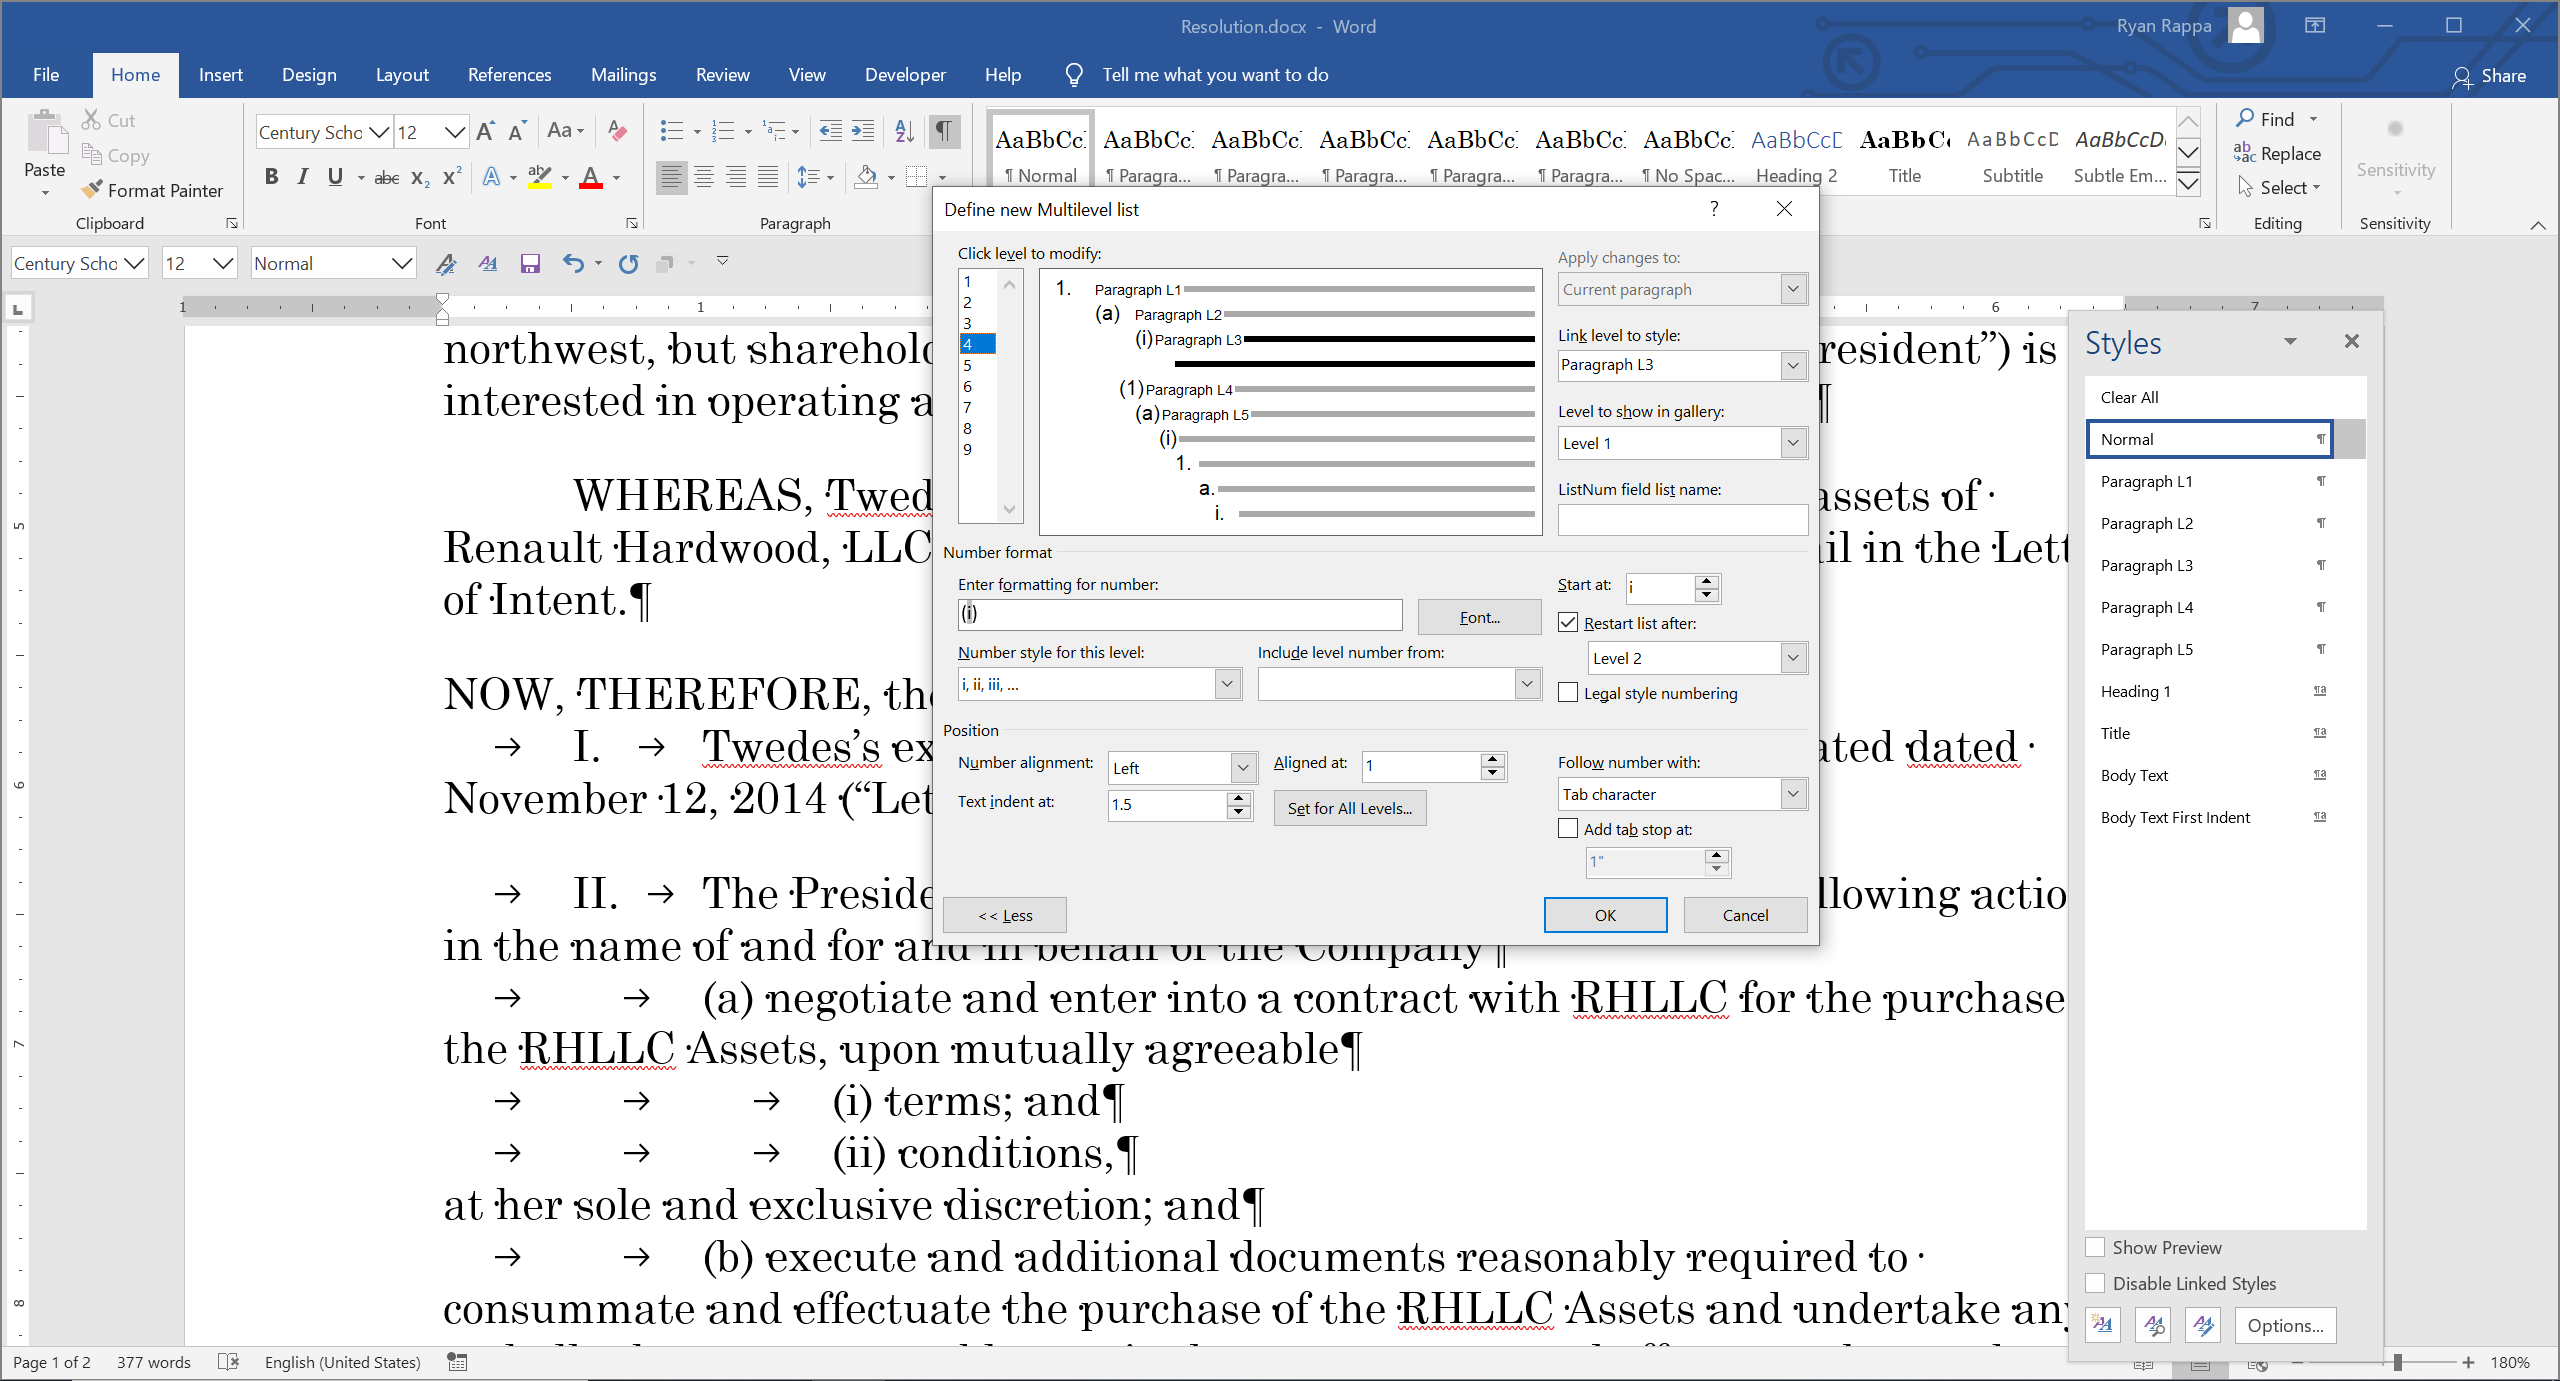 Resolution.docx - Word
Ryan Rappa
File Home Insert Design Layout References Mailings Review View Developer Help Tell me what you want to do Share
Paste
Cut
Copy
Format Painter
Clipboard
Century Scho 12 Aa
B I U abc X₂ X² A ab A
Font
Paragraph
AaBbCc AaBbCc AaBbCc AaBbCc AaBbCc AaBbCc AaBbCc AaBbCcD AaBbC AaBbCcD AaBbCcD
¶ Normal ¶ Paragra... ¶ Paragra... ¶ Paragra... ¶ Paragra... ¶ Paragra... ¶ No Spac... Heading 2 Title Subtitle Subtle Em...
Find
Replace
Select
Editing
Sensitivity
Sensitivity
Century Scho 12 Normal
1 1 6 7
5
6
7
8
northwest, but sharehold
resident”) is
interested in operating a
¶
WHEREAS, Twed
assets of
Renault Hardwood, LLC
il in the Lett
of Intent.¶
NOW, THEREFORE, the
→ I. → Twedes’s ex
ated dated
November 12, 2014 (“Let
→ II. → The Preside
llowing actio
in the name of and for and in behalf of the Company¶
→ → (a) negotiate and enter into a contract with RHLLC for the purchase
the RHLLC Assets, upon mutually agreeable¶
→ → → (i) terms; and¶
→ → → (ii) conditions,¶
at her sole and exclusive discretion; and¶
→ → (b) execute and additional documents reasonably required to
consummate and effectuate the purchase of the RHLLC Assets and undertake any
Define new Multilevel list ?
Click level to modify:
1
2
3
4
5
6
7
8
9
1. Paragraph L1
(a) Paragraph L2
(i) Paragraph L3
(1) Paragraph L4
(a) Paragraph L5
(i)
1.
a.
i.
Apply changes to:
Current paragraph
Link level to style:
Paragraph L3
Level to show in gallery:
Level 1
ListNum field list name:
Number format
Enter formatting for number:
(i)
Font...
Number style for this level:
i, ii, iii, ...
Include level number from:
Start at: i
Restart list after:
Level 2
Legal style numbering
Position
Number alignment: Left
Aligned at: 1
Text indent at: 1.5
Set for All Levels...
Follow number with:
Tab character
Add tab stop at:
1"
<< Less
OK
Cancel
Styles
Clear All
Normal ¶
Paragraph L1 ¶
Paragraph L2 ¶
Paragraph L3 ¶
Paragraph L4 ¶
Paragraph L5 ¶
Heading 1 ¶a
Title ¶a
Body Text ¶a
Body Text First Indent ¶a
Show Preview
Disable Linked Styles
Options...
Page 1 of 2 377 words English (United States)
180%